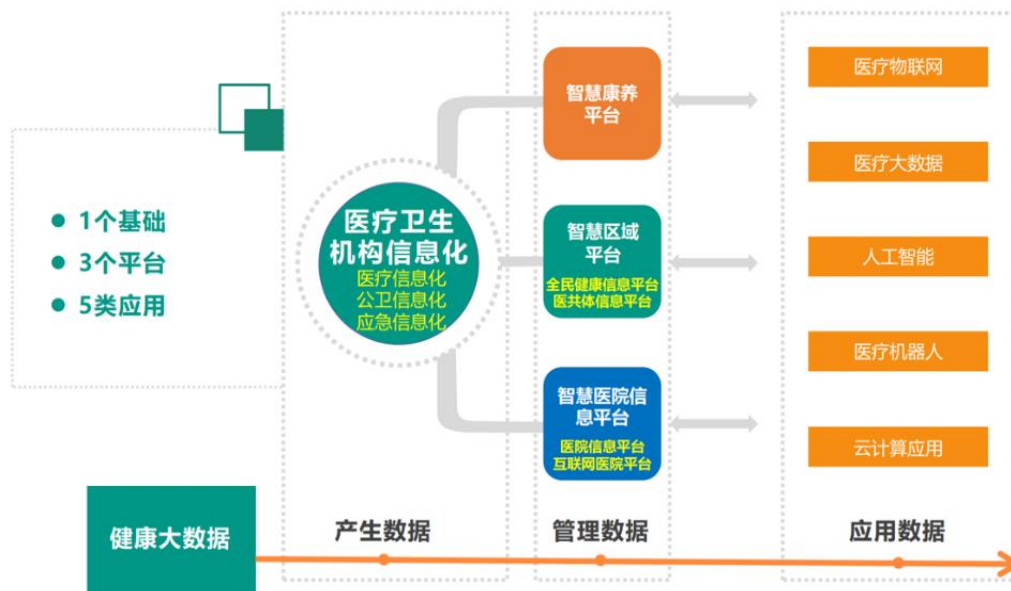 1个基础
3个平台
5类应用
医疗卫生
机构信息化
医疗信息化
公卫信息化
应急信息化
智慧康养
平台
智慧区域
平台
全民健康信息平台
医共体信息平台
智慧医院信
息平台
医院信息平台
互联网医院平台
医疗物联网
医疗大数据
人工智能
医疗机器人
云计算应用
健康大数据
产生数据
管理数据
应用数据